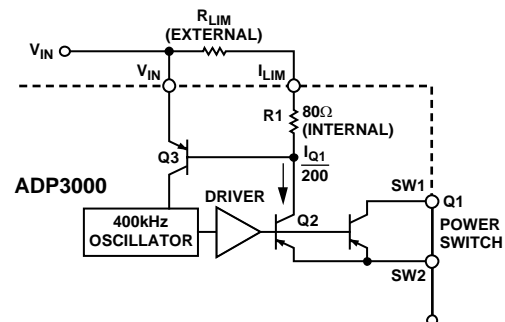 R_LIM
(EXTERNAL)
V_IN
V_IN
I_LIM
R1
80Ω
(INTERNAL)
Q3
I_Q1
200
ADP3000
DRIVER
Q2
SW1
Q1
400kHz
OSCILLATOR
POWER
SWITCH
SW2